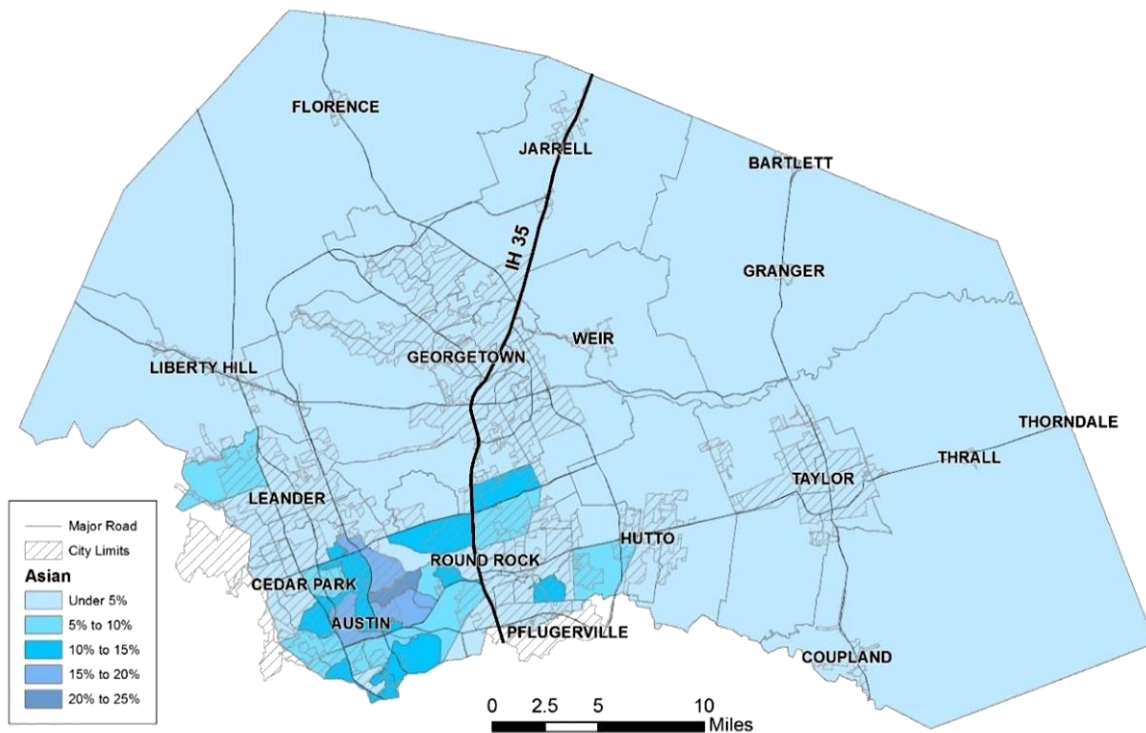 FLORENCE
JARRELL
BARTLETT
IH 35
GRANGER
WEIR
GEORGETOWN
LIBERTY HILL
THORNDALE
THRALL
TAYLOR
LEANDER
HUTTO
ROUND ROCK
CEDAR PARK
AUSTIN
PFLUGERVILLE
COUPLAND
Major Road
City Limits
Asian
Under 5%
5% to 10%
10% to 15%
15% to 20%
20% to 25%
0 2.5 5 10
Miles